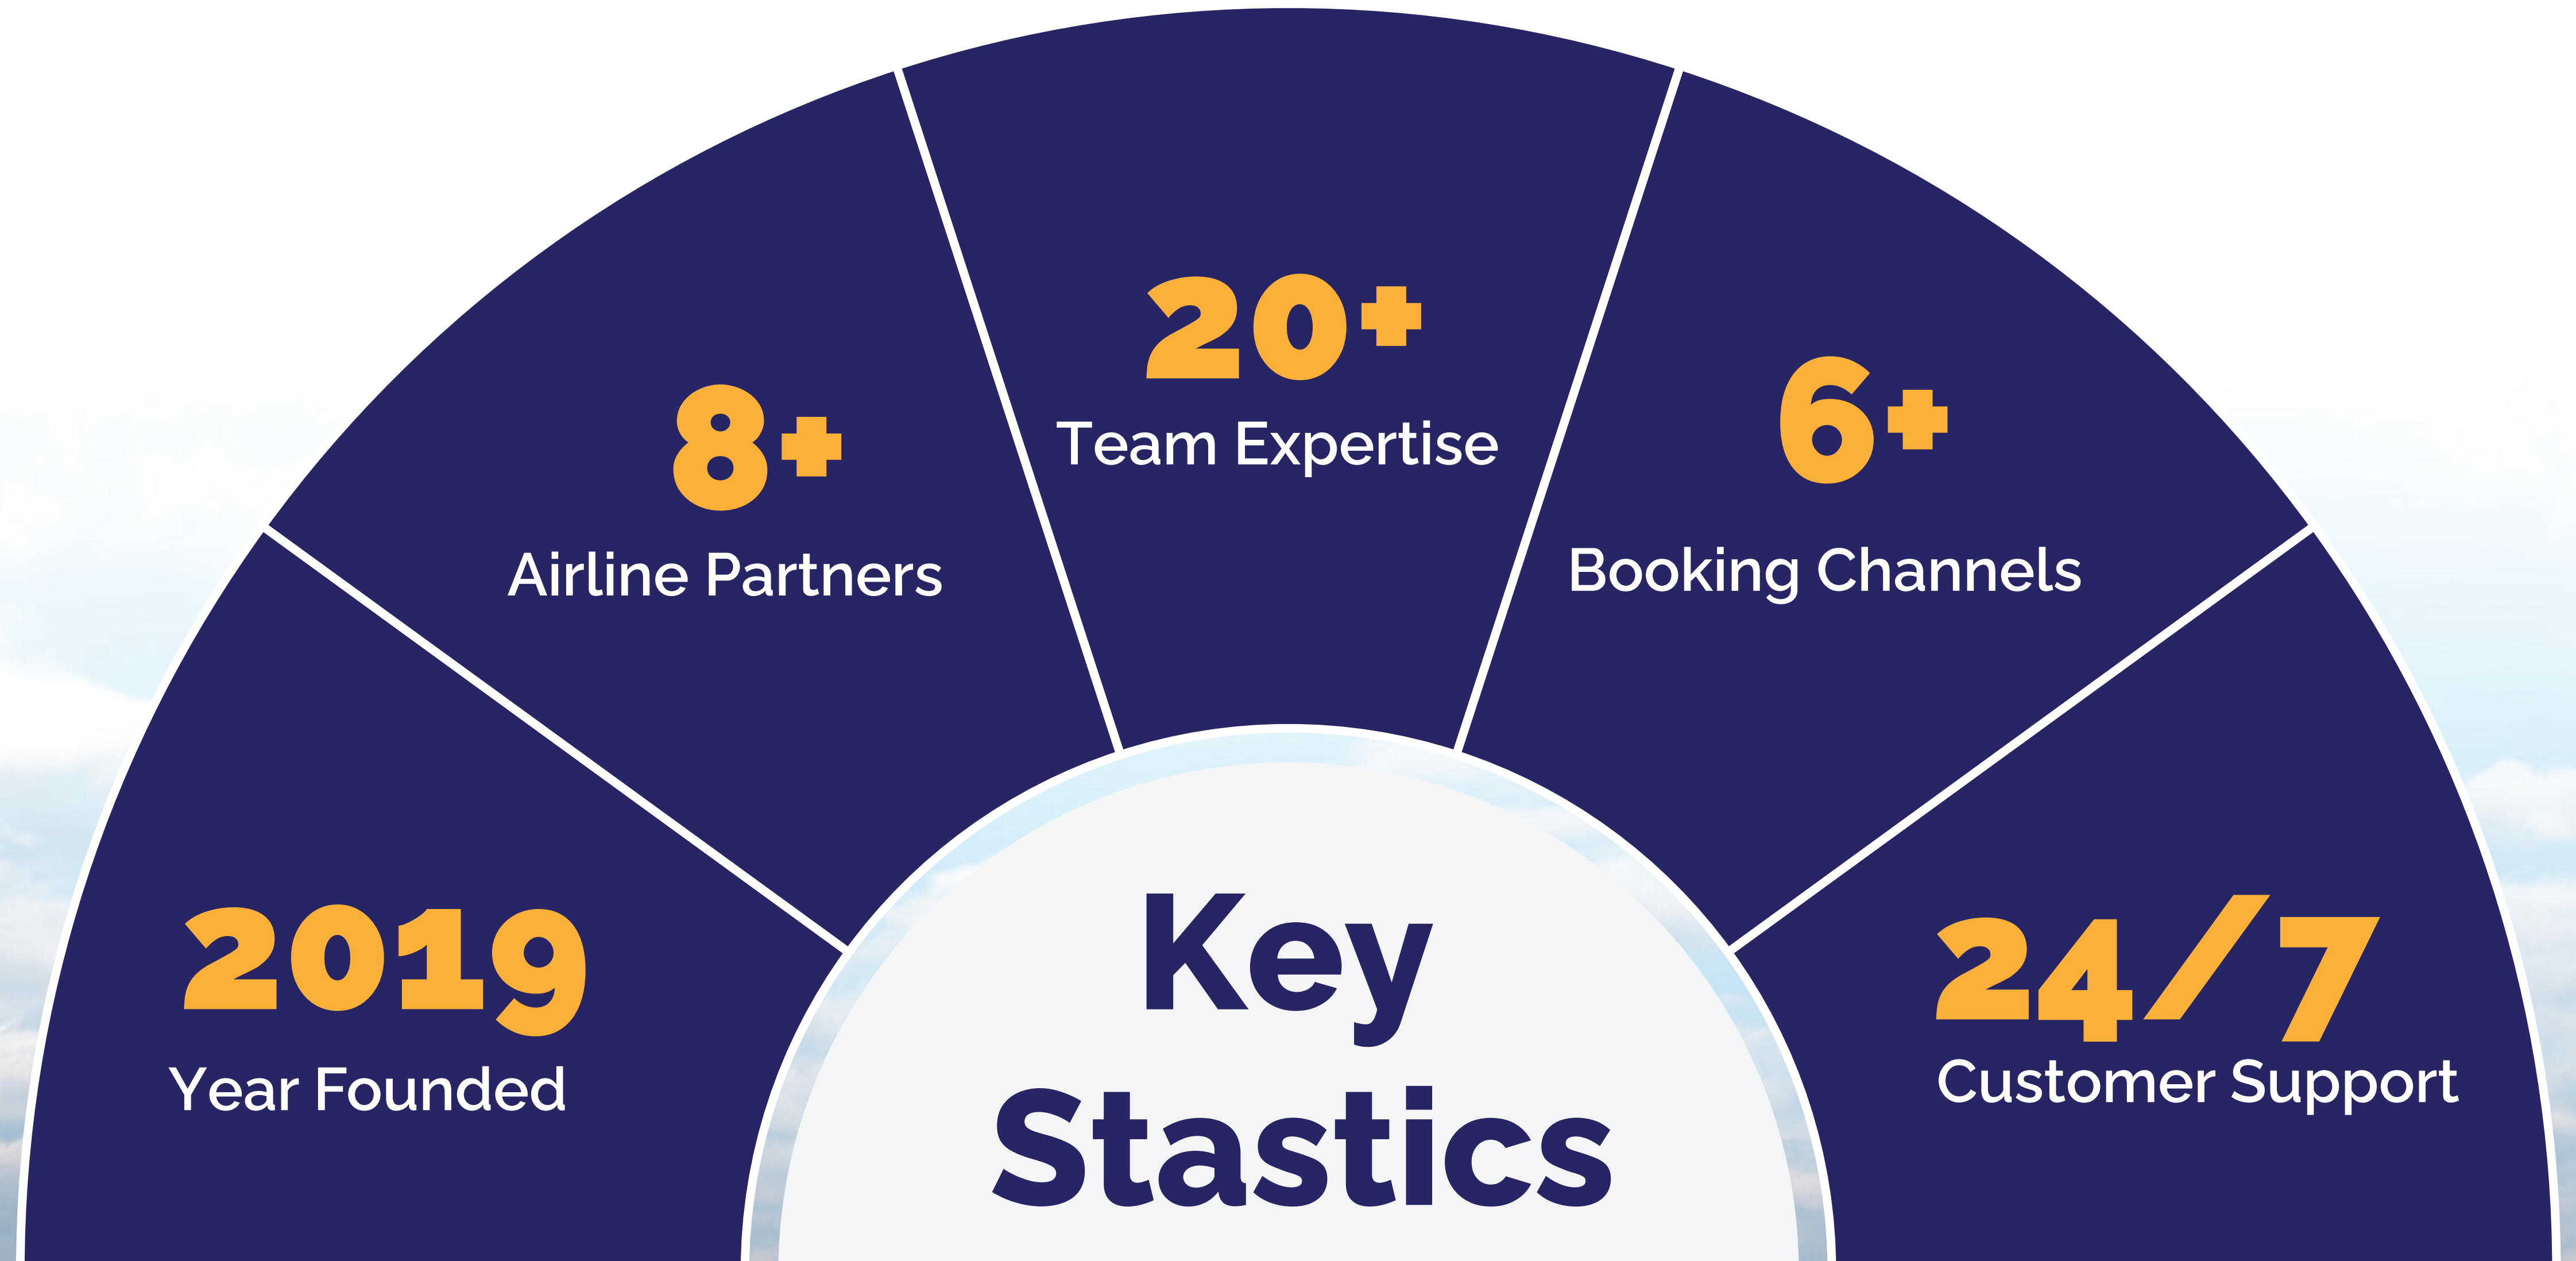 2019
Year Founded
8+
Airline Partners
20+
Team Expertise
6+
Booking Channels
24/7
Customer Support
Key
Stastics